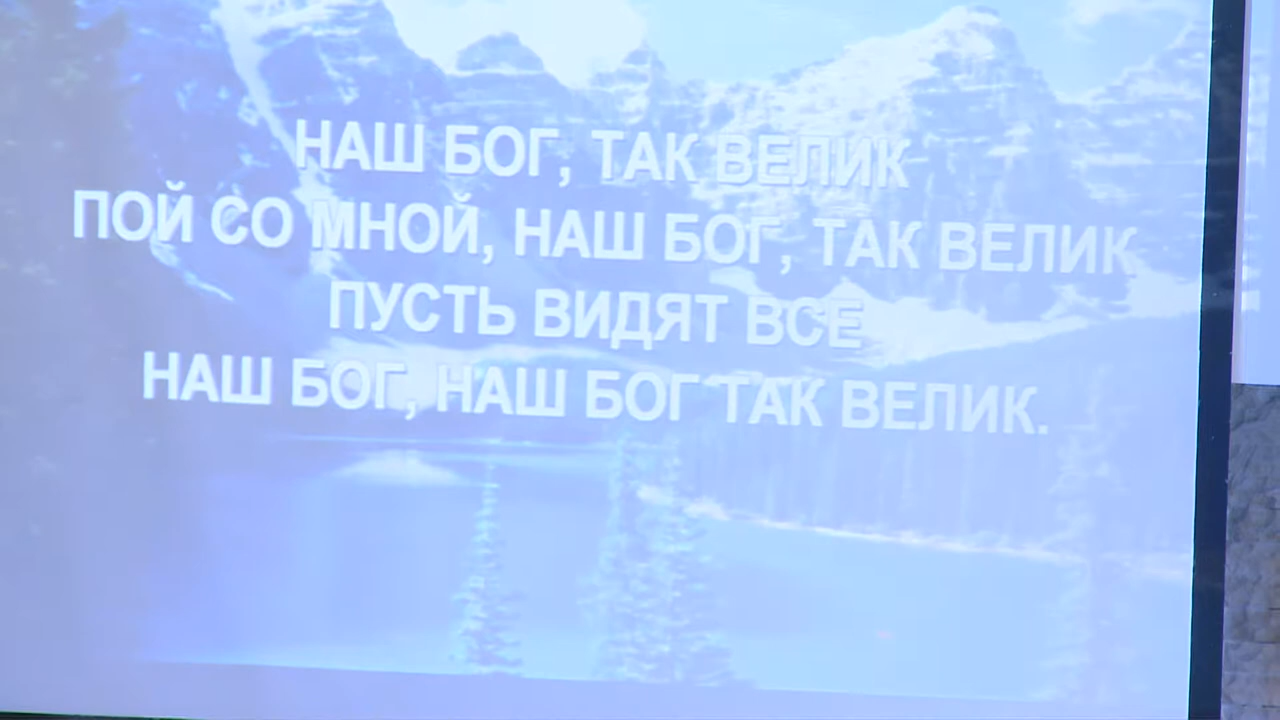 НАШ БОГ, ТАК ВЕЛИК
ПОЙ СО МНОЙ, НАШ БОГ, ТАК ВЕЛИК
ПУСТЬ ВИДЯТ ВСЕ
НАШ БОГ, НАШ БОГ ТАК ВЕЛИК.